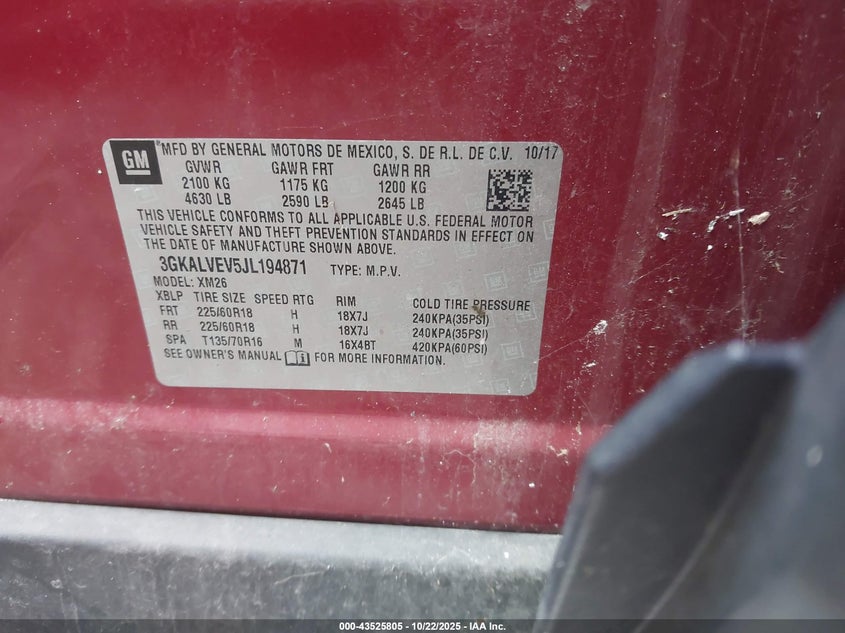 GM
*MFD BY GENERAL MOTORS DE MEXICO, S. DE R.L. DE C.V. 10/17
GVWR GAWR FRT GAWR RR
2100 KG 1175 KG 1200 KG
4630 LB 2590 LB 2645 LB
THIS VEHICLE CONFORMS TO ALL APPLICABLE U.S. FEDERAL MOTOR
VEHICLE SAFETY AND THEFT PREVENTION STANDARDS IN EFFECT ON
THE DATE OF MANUFACTURE SHOWN ABOVE.
3GKALVEV5JL194871 TYPE: M.P.V.
MODEL: XM26
XBLP TIRE SIZE SPEED RTG RIM COLD TIRE PRESSURE
FRT 225/60R18 H 18X7J 240KPA(35PSI)
RR 225/60R18 H 18X7J 240KPA(35PSI)
SPA T135/70R16 M 16X4BT 420KPA(60PSI)
SEE OWNER'S MANUAL FOR MORE INFORMATION.
000-43525805 - 10/22/2025 - IAA Inc.